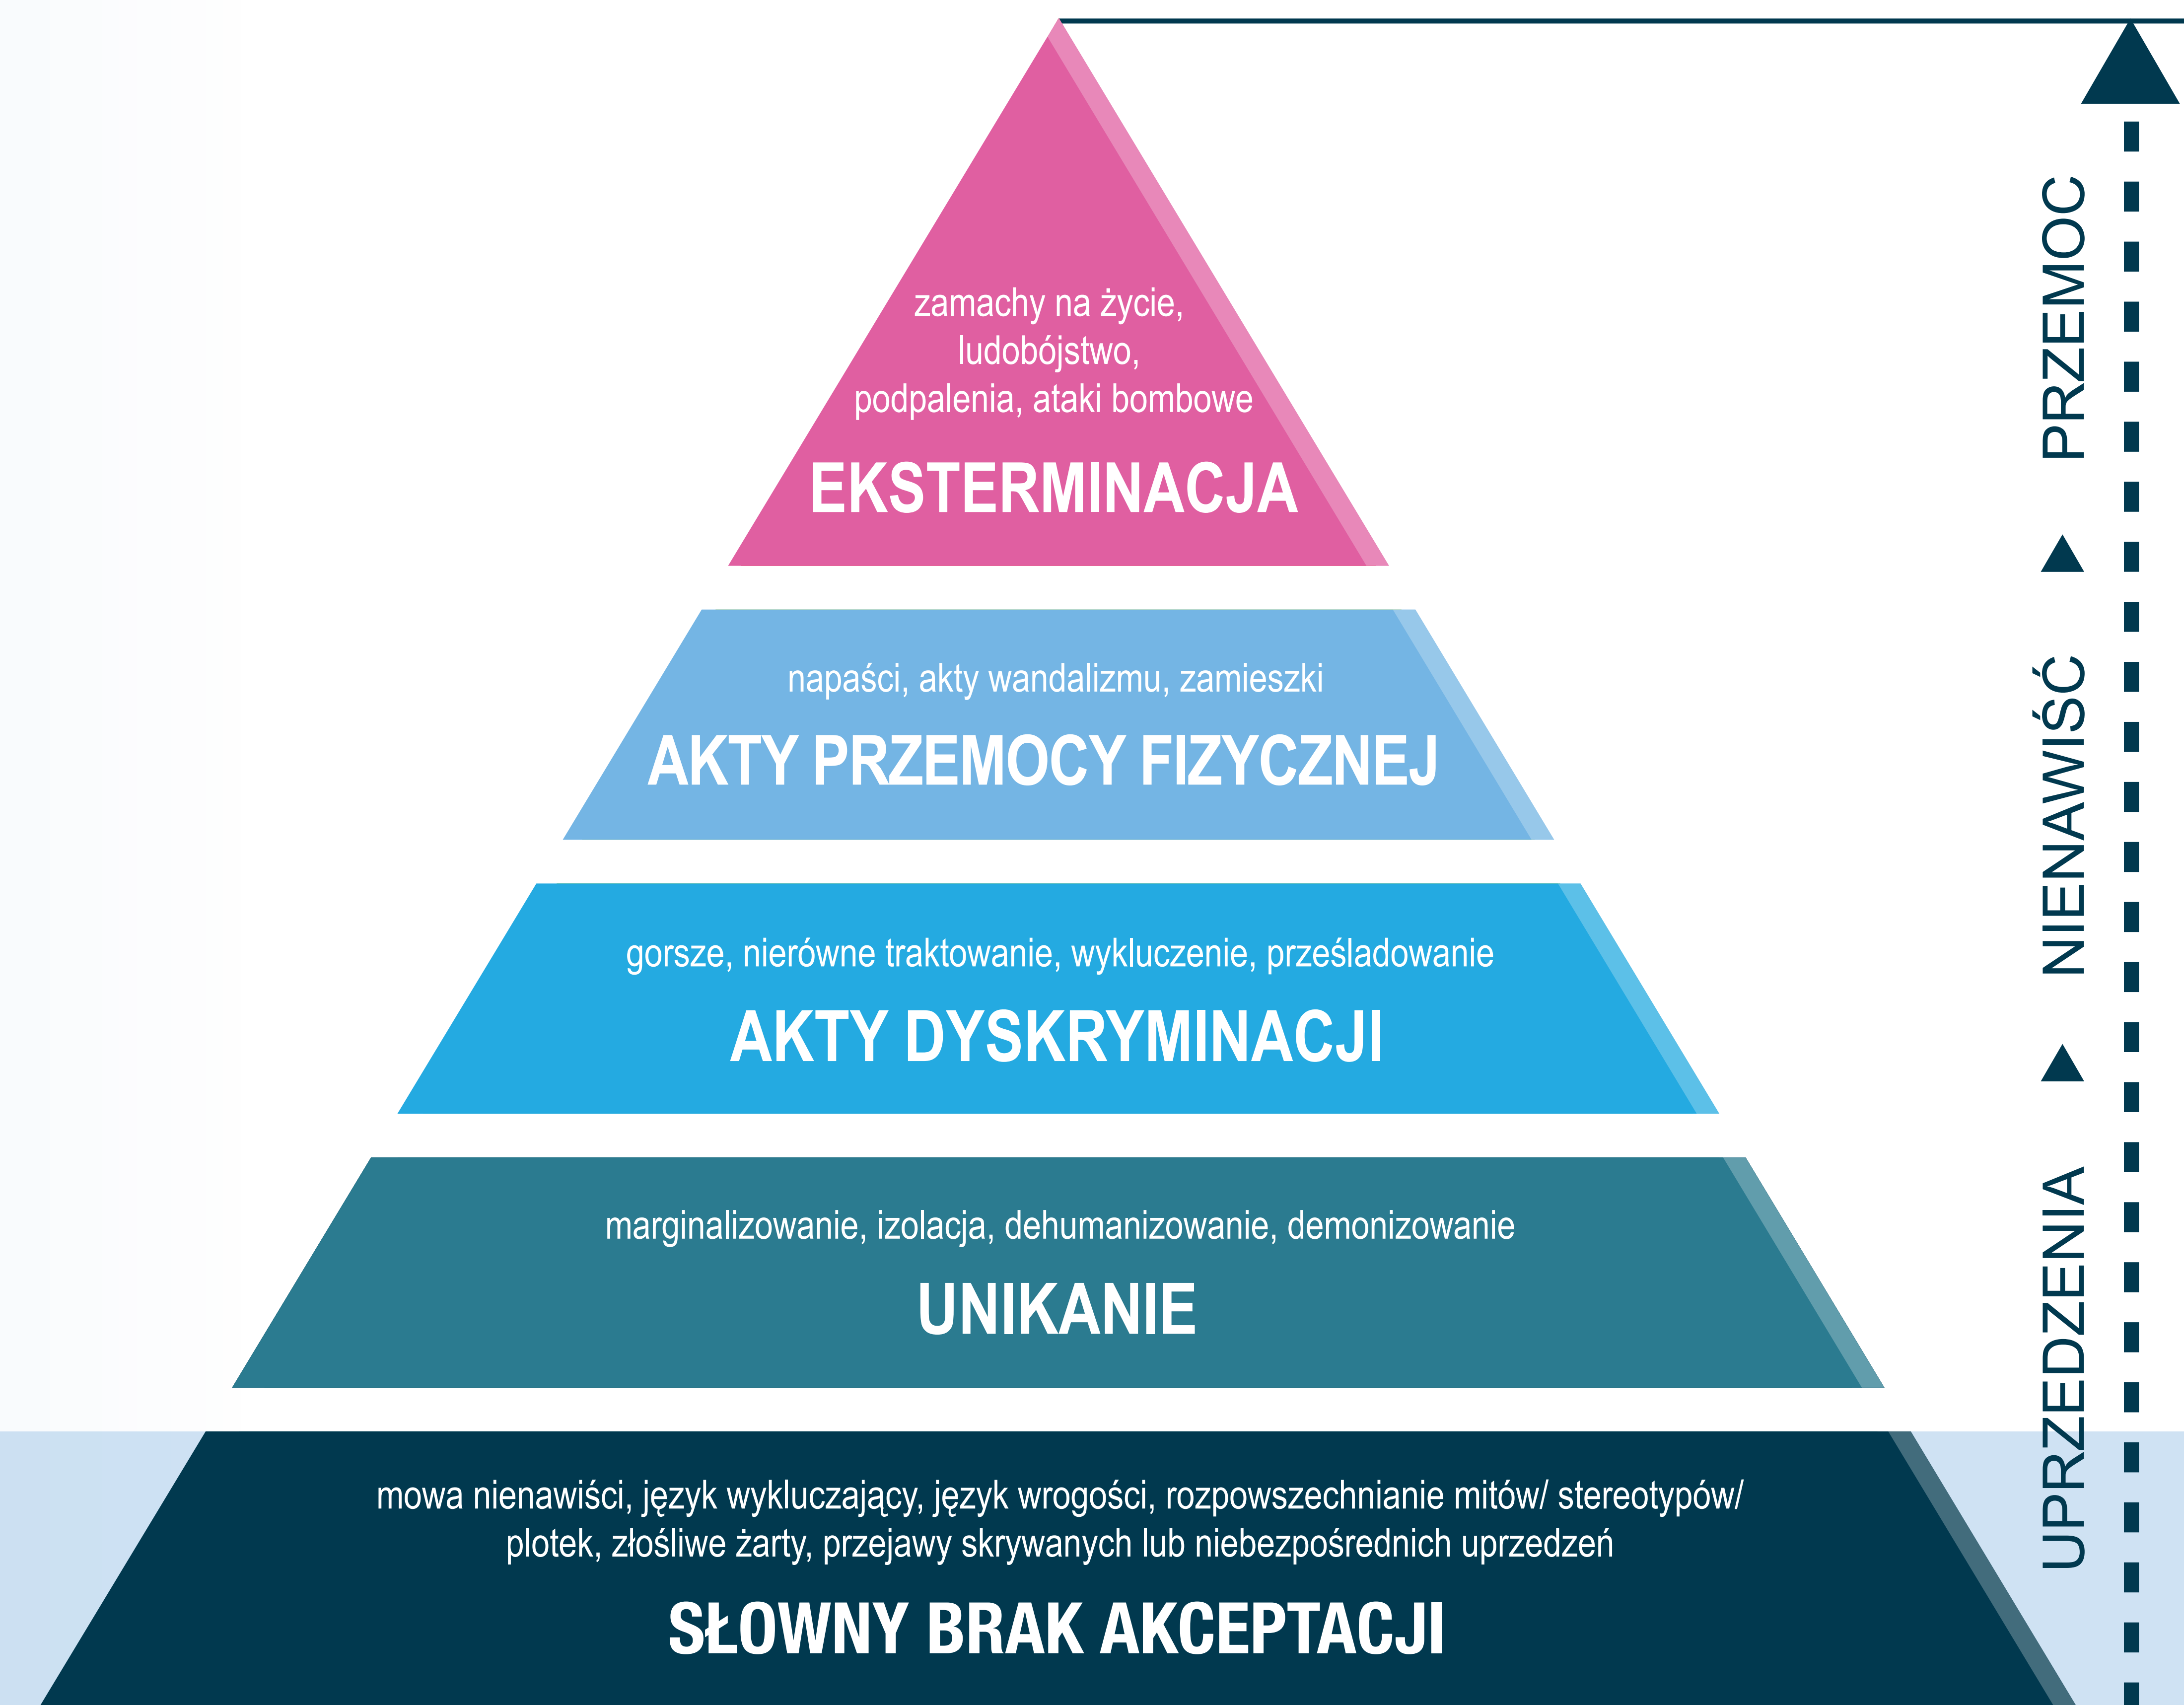 zamachy na życie,
ludobójstwo,
podpalenia, ataki bombowe
EKSTERMINACJA
napaści, akty wandalizmu, zamieszki
AKTY PRZEMOCY FIZYCZNEJ
gorsze, nierówne traktowanie, wykluczenie, prześladowanie
AKTY DYSKRYMINACJI
marginalizowanie, izolacja, dehumanizowanie, demonizowanie
UNIKANIE
mowa nienawiści, język wykluczający, język wrogości, rozpowszechnianie mitów/ stereotypów/
plotek, złośliwe żarty, przejawy skrywanych lub niebezpośrednich uprzedzeń
SŁOWNY BRAK AKCEPTACJI
UPRZEDZENIA ▶ NIENAWIŚĆ ▶ PRZEMOC